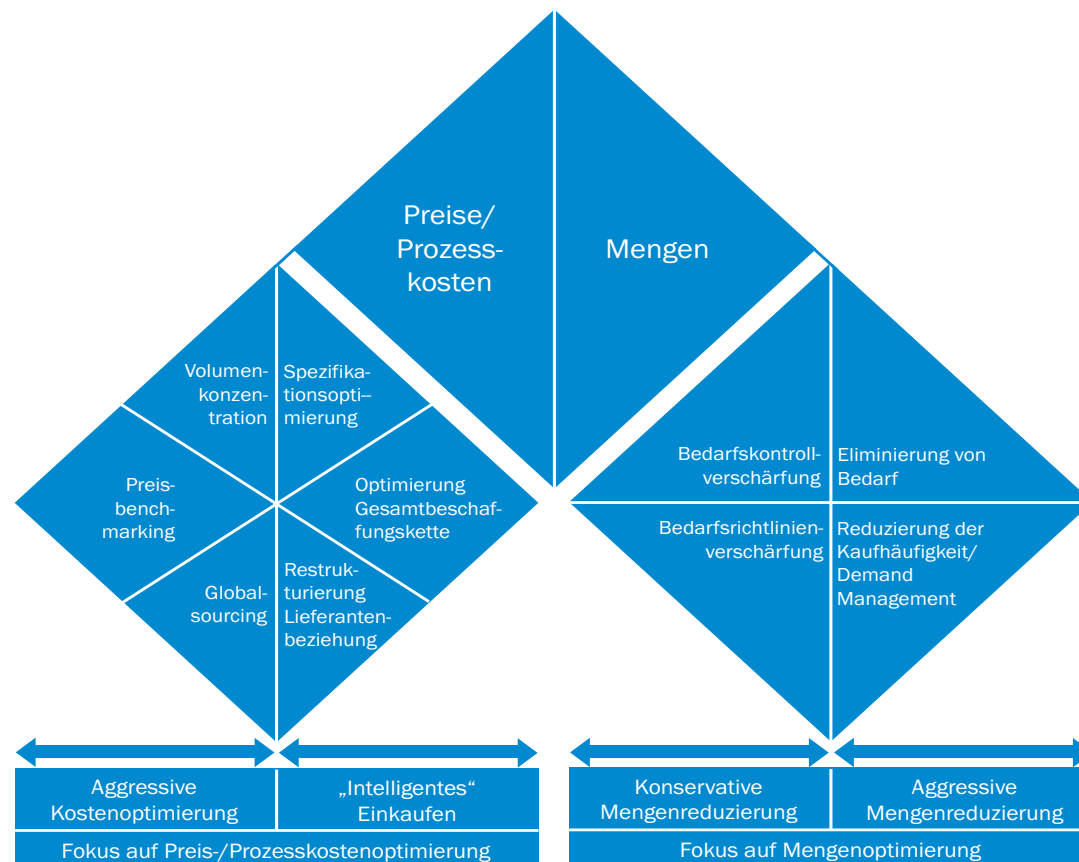 Preise/
Prozess-
kosten
Mengen
Volumen-
konzen-
tration
Spezifika-
tionsopti–
mierung
Preis-
bench-
marking
Optimierung
Gesamtbeschaf-
fungskette
Global-
sourcing
Restruk-
turierung
Lieferanten-
beziehung
Bedarfskontroll-
verschärfung
Eliminierung von
Bedarf
Bedarfsrichtlinien-
verschärfung
Reduzierung der
Kaufhäufigkeit/
Demand
Management
Aggressive
Kostenoptimierung
„Intelligentes“
Einkaufen
Konservative
Mengenreduzierung
Aggressive
Mengenreduzierung
Fokus auf Preis-/Prozesskostenoptimierung
Fokus auf Mengenoptimierung